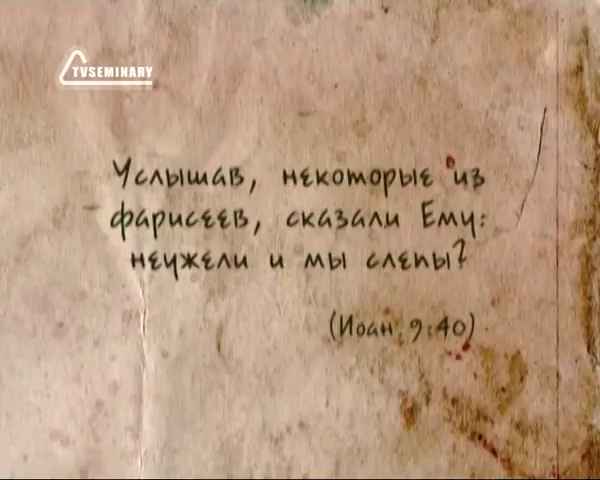 TVSEMINARY
Услышав, некоторые из
фарисеев, сказали Ему:
неужели и мы слепы?
(Иоан. 9:40)